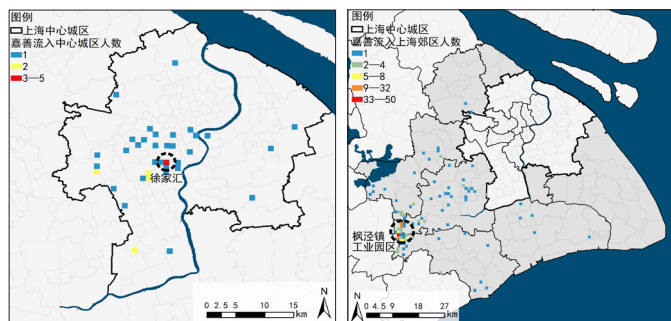 图例
上海中心城区
嘉善流入中心城区人数
1
2
3—5
徐家汇
0 2.5 5 10 15
km
N
图例
上海中心城区
嘉善流入上海郊区人数
1
2—4
5—8
9—32
33—50
枫泾镇
工业园区
0 4.5 9 18 27
km
N